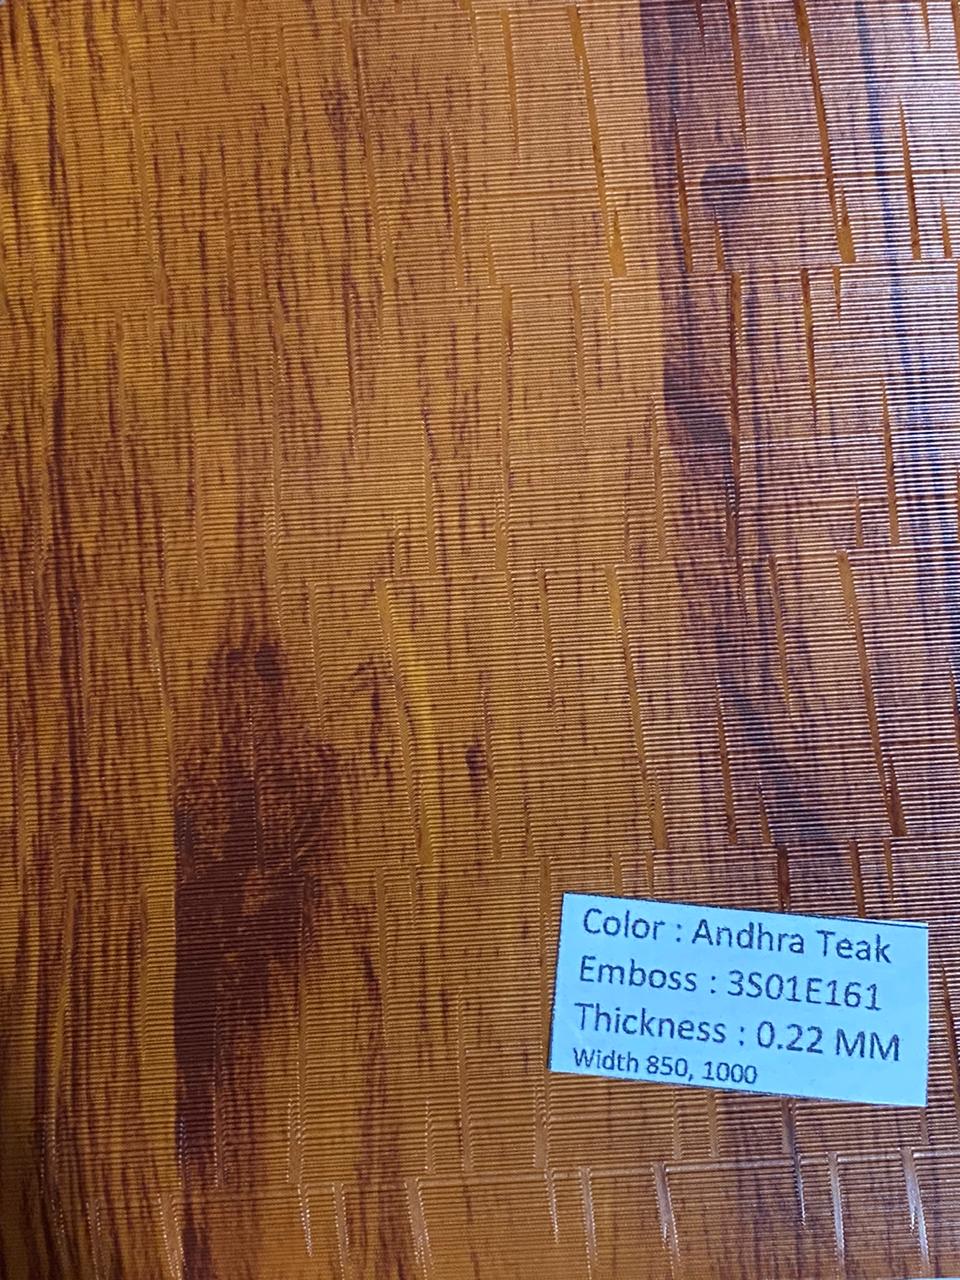 Color : Andhra Teak
Emboss : 3S01E161
Thickness : 0.22 MM
Width 850, 1000